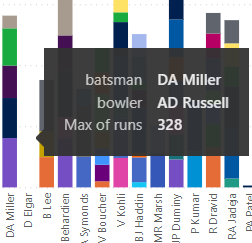 batsman DA Miller
bowler AD Russell
Max of runs 328
DA Miller
D Elgar
B Lee
Behardien
A Symonds
V Boucher
V Kohli
BJ Haddin
MR Marsh
JP Duminy
P Kumar
R Dravid
RA Jadeja
A Patel